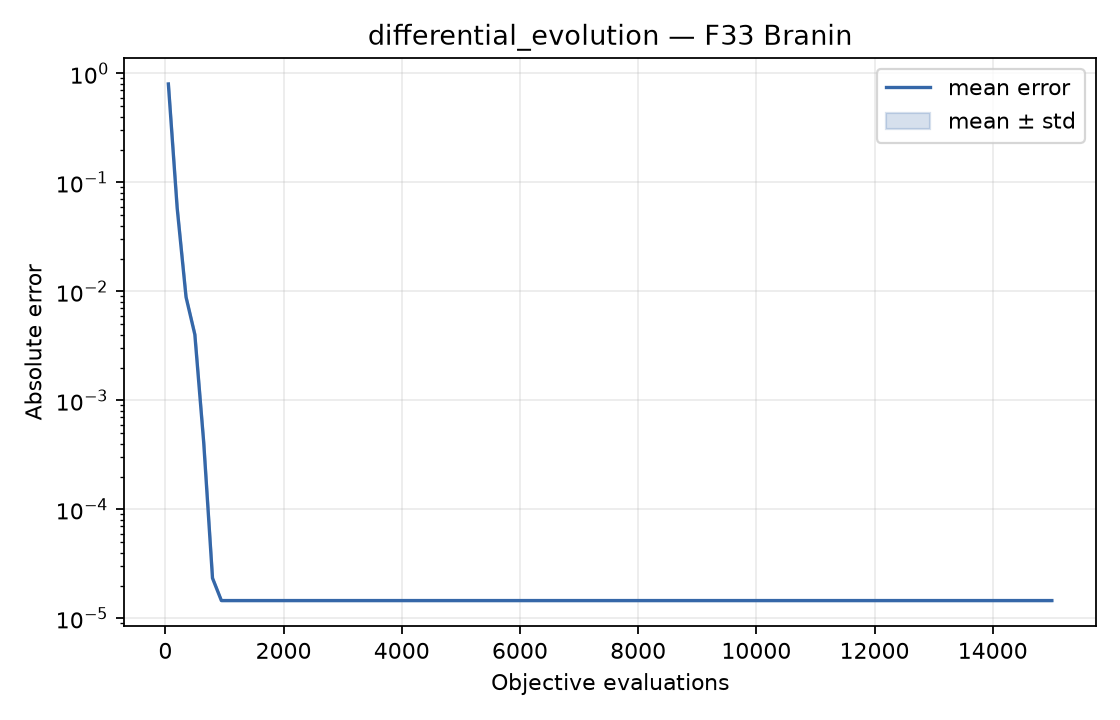 differential_evolution — F33 Branin
mean error
mean ± std
Absolute error
10⁰
10⁻¹
10⁻²
10⁻³
10⁻⁴
10⁻⁵
0 2000 4000 6000 8000 10000 12000 14000
Objective evaluations